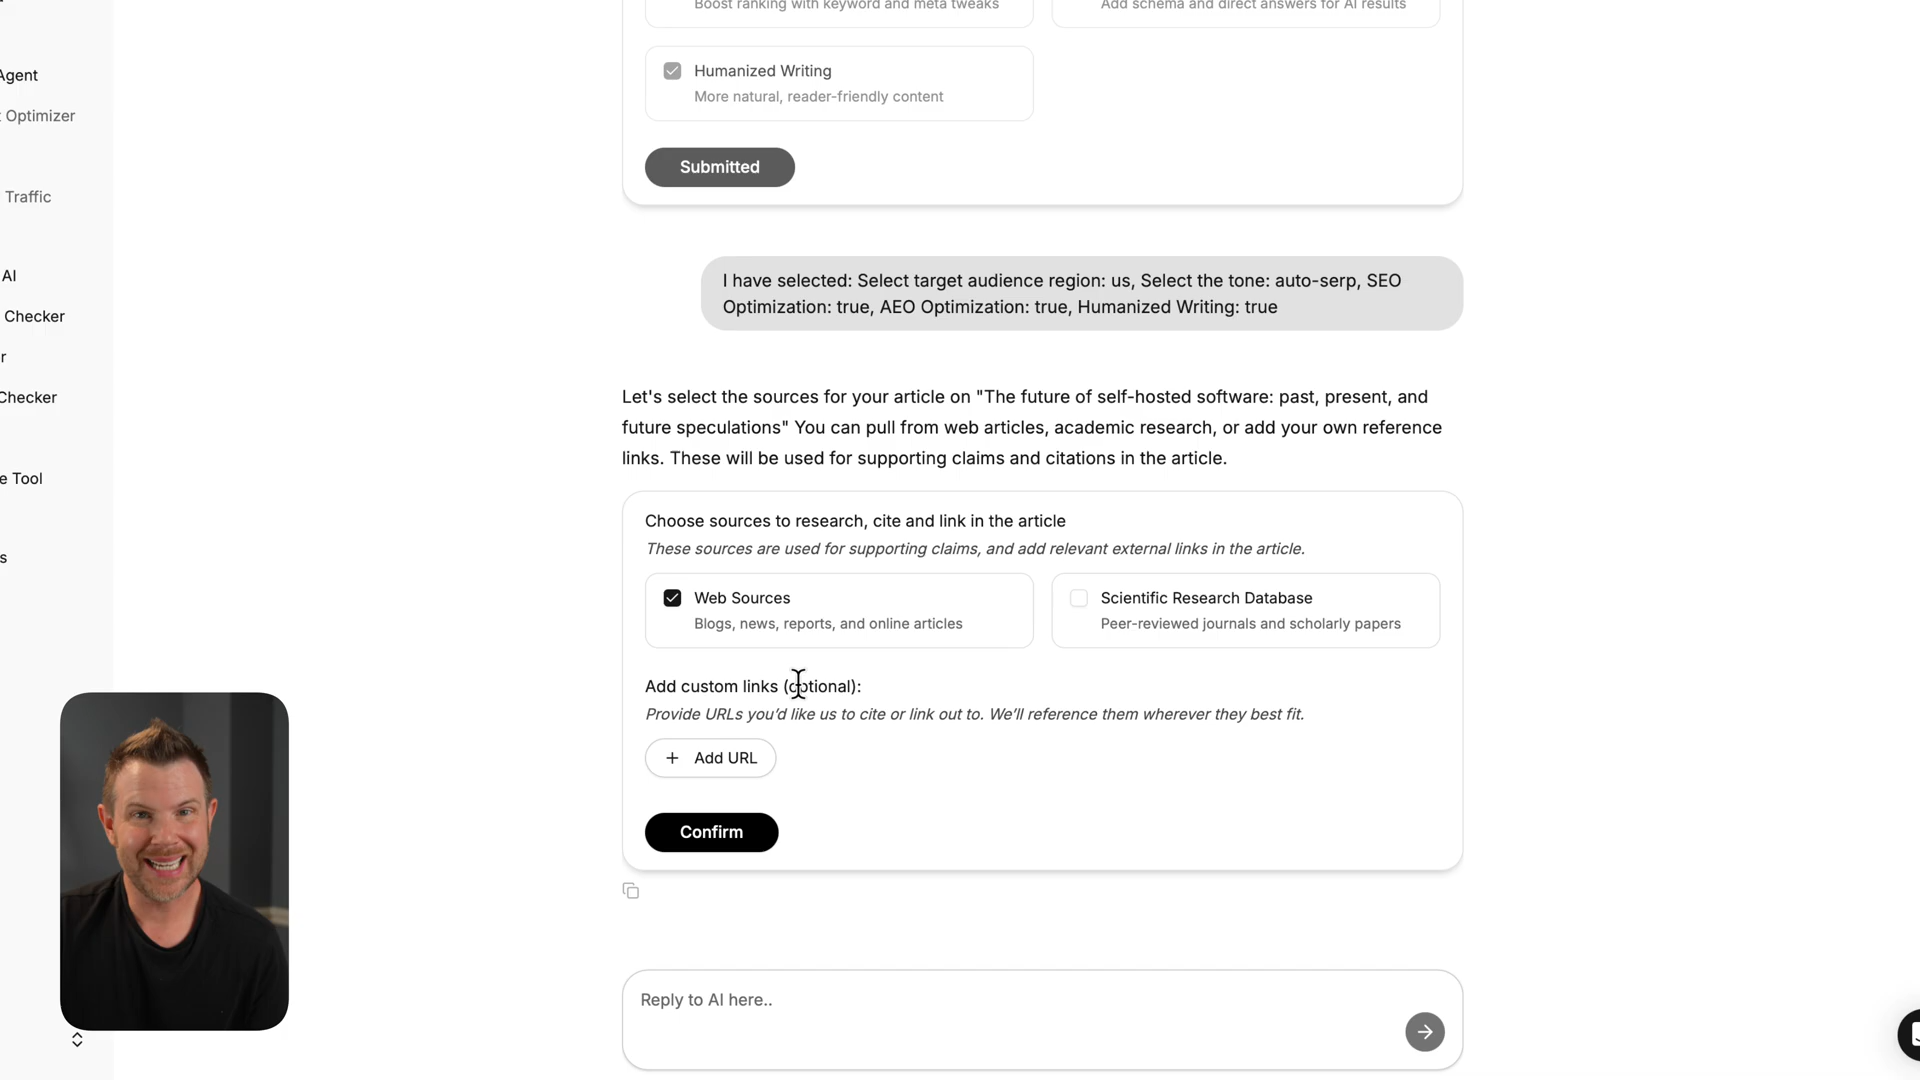 Boost ranking with keyword and meta tweaks
Add schema and direct answers for AI results
Agent
Humanized Writing
More natural, reader-friendly content
Optimizer
Submitted
Traffic
AI
I have selected: Select target audience region: us, Select the tone: auto-serp, SEO
Optimization: true, AEO Optimization: true, Humanized Writing: true
Checker
r
Checker
Let's select the sources for your article on "The future of self-hosted software: past, present, and
future speculations" You can pull from web articles, academic research, or add your own reference
links. These will be used for supporting claims and citations in the article.
e Tool
Choose sources to research, cite and link in the article
These sources are used for supporting claims, and add relevant external links in the article.
s
Web Sources
Blogs, news, reports, and online articles
Scientific Research Database
Peer-reviewed journals and scholarly papers
Add custom links (optional):
Provide URLs you'd like us to cite or link out to. We'll reference them wherever they best fit.
+ Add URL
Confirm
Reply to AI here..